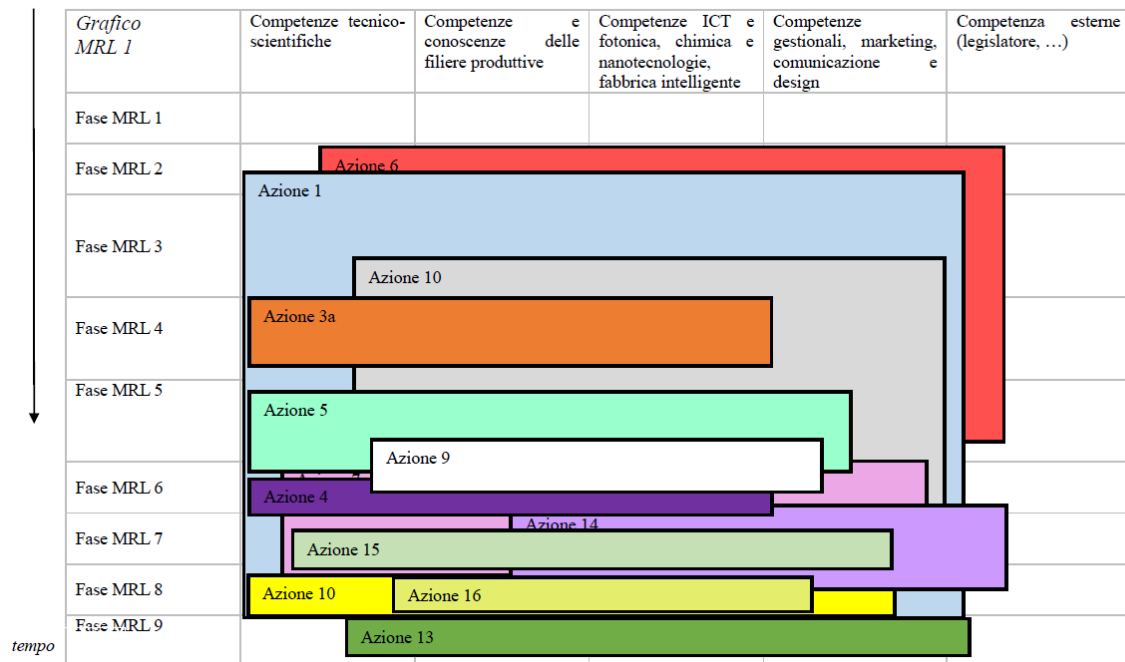 Grafico
MRL 1
Competenze tecnico-
scientifiche
Competenze e
conoscenze delle
filiere produttive
Competenze ICT e
fotonica, chimica e
nanotecnologie,
fabbrica intelligente
Competenze
gestionali, marketing,
comunicazione e
design
Competenza esterne
(legislatore, …)
Fase MRL 1
Fase MRL 2
Azione 6
Azione 1
Fase MRL 3
Azione 10
Azione 3a
Fase MRL 4
Fase MRL 5
Azione 5
Azione 9
Fase MRL 6
Azione 4
Azione 14
Fase MRL 7
Azione 15
Fase MRL 8
Azione 10
Azione 16
Fase MRL 9
Azione 13
tempo